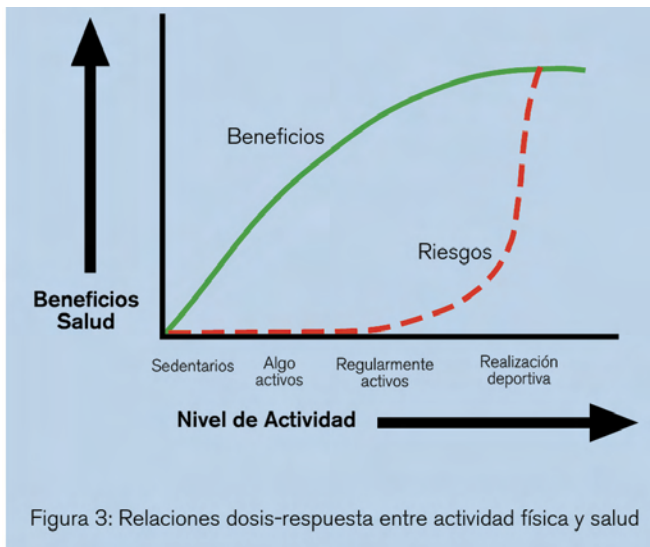 Beneficios
Riesgos
Beneficios
Salud
Sedentarios
Algo
activos
Regularmente
activos
Realización
deportiva
Nivel de Actividad
Figura 3: Relaciones dosis-respuesta entre actividad física y salud